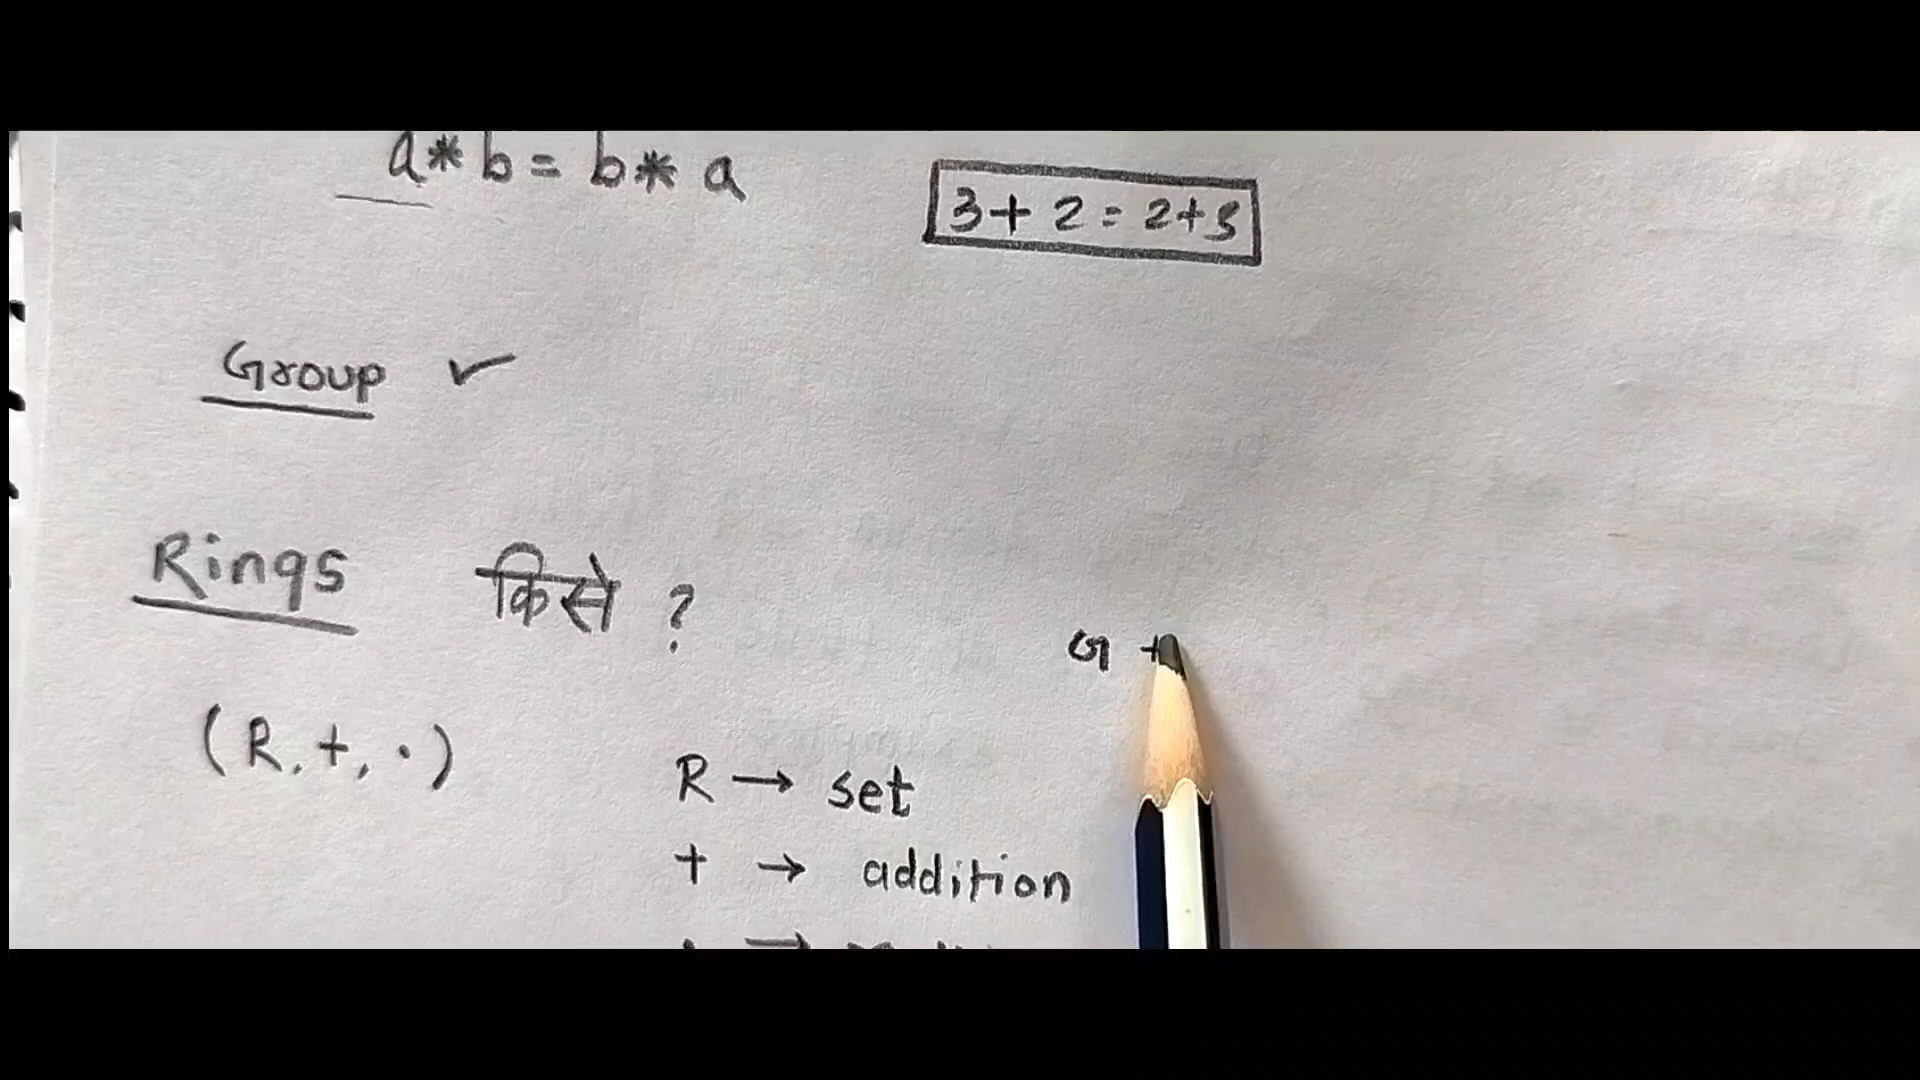 a * b = b * a
3 + 2 = 2 + 3
Group ✓
Rings किसे ?
G +
(R, +, ·)
R → set
+ → addition
· →